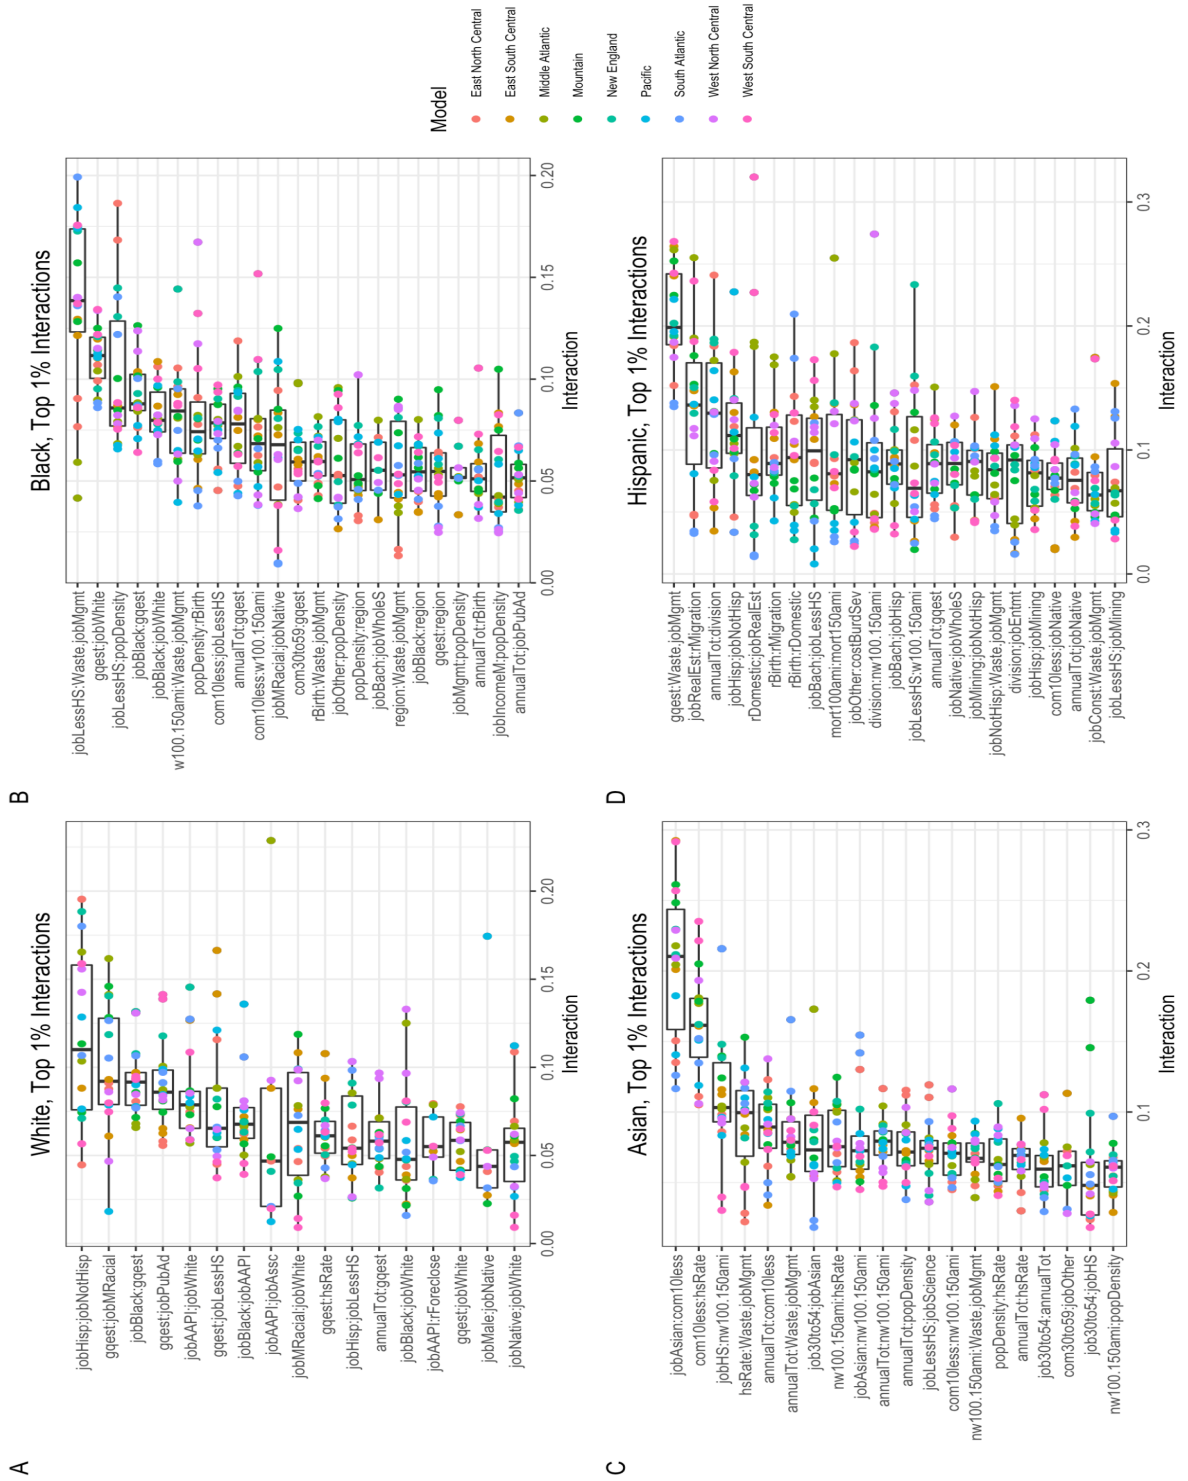 A
White, Top 1% Interactions
jobHisp:jobNotHisp
gqest:jobMRacial
jobBlack:gqest
gqest:jobPubAd
jobAAPI:jobWhite
gqest:jobLessHS
jobBlack:jobAAPI
jobAAPI:jobAssc
jobMRacial:jobWhite
gqest:hsRate
jobHisp:jobLessHS
annualTot:gqest
jobBlack:jobWhite
jobAAPI:Foreclose
gqest:jobWhite
jobMale:jobNative
jobNative:jobWhite
0.00
0.05
0.10
0.15
0.20
Interaction
B
Black, Top 1% Interactions
jobLessHS:Waste.jobMgmt
gqest:jobWhite
jobLessHS:popDensity
jobBlack:gqest
jobBlack:jobWhite
w100.150ami:Waste.jobMgmt
popDensity:rBirth
com10less:jobLessHS
annualTot:gqest
com10less:nw100.150ami
jobMRacial:jobNative
com30to59:gqest
rBirth:Waste.jobMgmt
jobOther:popDensity
popDensity:region
jobBach:jobWholeS
region:Waste.jobMgmt
jobBlack:region
gqest:region
jobMgmt:popDensity
annualTot:rBirth
jobIncomeM:popDensity
annualTot:jobPubAd
0.00
0.05
0.10
0.15
0.20
Interaction
C
Asian, Top 1% Interactions
jobAsian:com10less
com10less:hsRate
jobHS:nw100.150ami
hsRate:Waste.jobMgmt
annualTot:com10less
annualTot:Waste.jobMgmt
job30to54:jobAsian
nw100.150ami:hsRate
jobAsian:nw100.150ami
annualTot:nw100.150ami
annualTot:popDensity
jobLessHS:jobScience
com10less:nw100.150ami
nw100.150ami:Waste.jobMgmt
popDensity:hsRate
annualTot:hsRate
job30to54:annualTot
com30to59:jobOther
job30to54:jobHS
nw100.150ami:popDensity
0.1
0.2
0.3
Interaction
D
Hispanic, Top 1% Interactions
gqest:Waste.jobMgmt
jobRealEst:rMigration
annualTot:division
jobHisp:jobNotHisp
rDomestic:jobRealEst
rBirth:rMigration
rBirth:rDomestic
jobBach:jobLessHS
mort100ami:mort150ami
jobOther:costBurdSev
division:nw100.150ami
jobBach:jobHisp
jobLessHS:nw100.150ami
annualTot:gqest
jobNative:jobWholeS
jobMining:jobNotHisp
jobNotHisp:Waste.jobMgmt
division:jobEntmt
jobHisp:jobMining
com10less:jobNative
annualTot:jobNative
jobConst:Waste.jobMgmt
jobLessHS:jobMining
0.0
0.1
0.2
0.3
Interaction
Model
East North Central
East South Central
Middle Atlantic
Mountain
New England
Pacific
South Atlantic
West North Central
West South Central